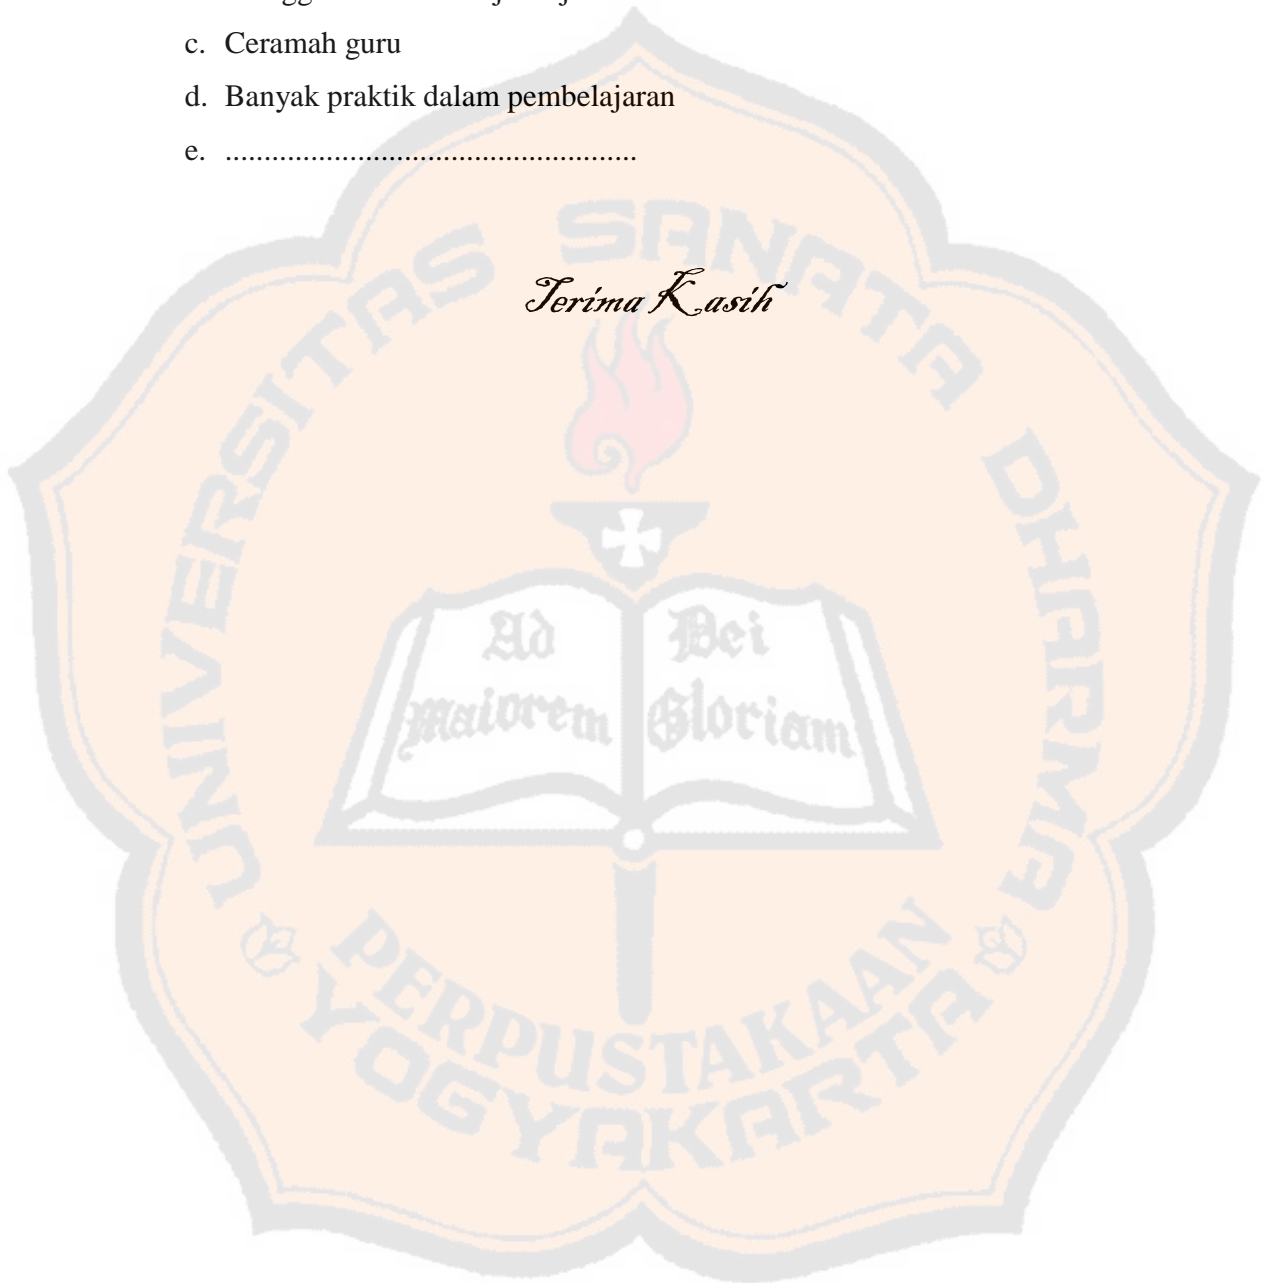 c. Ceramah guru
d. Banyak praktik dalam pembelajaran
e. .....................................................
Terima Kasih
UNIVERSITAS SANATA DHARMA
Ad Dei
maiorem Gloriam
PERPUSTAKAAN
YOGYAKARTA